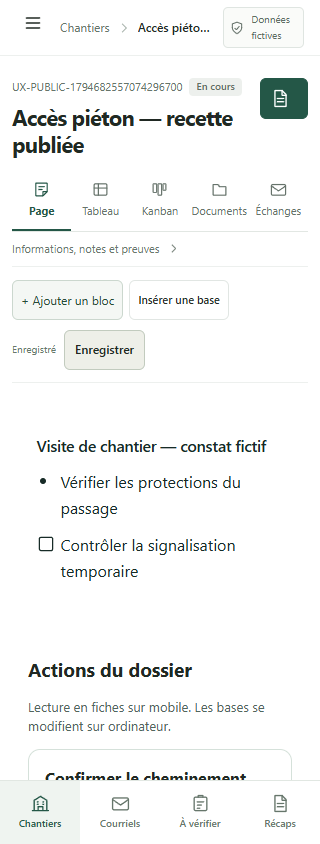 Chantiers
Accès piéto...
Données
fictives
UX-PUBLIC-1794682557074296700
En cours
Accès piéton — recette
publiée
Page
Tableau
Kanban
Documents
Échanges
Informations, notes et preuves
+ Ajouter un bloc
Insérer une base
Enregistré
Enregistrer
Visite de chantier — constat fictif
Vérifier les protections du
passage
Contrôler la signalisation
temporaire
Actions du dossier
Lecture en fiches sur mobile. Les bases se
modifient sur ordinateur.
Confirmer le cheminement
Chantiers
Courriels
À vérifier
Récaps